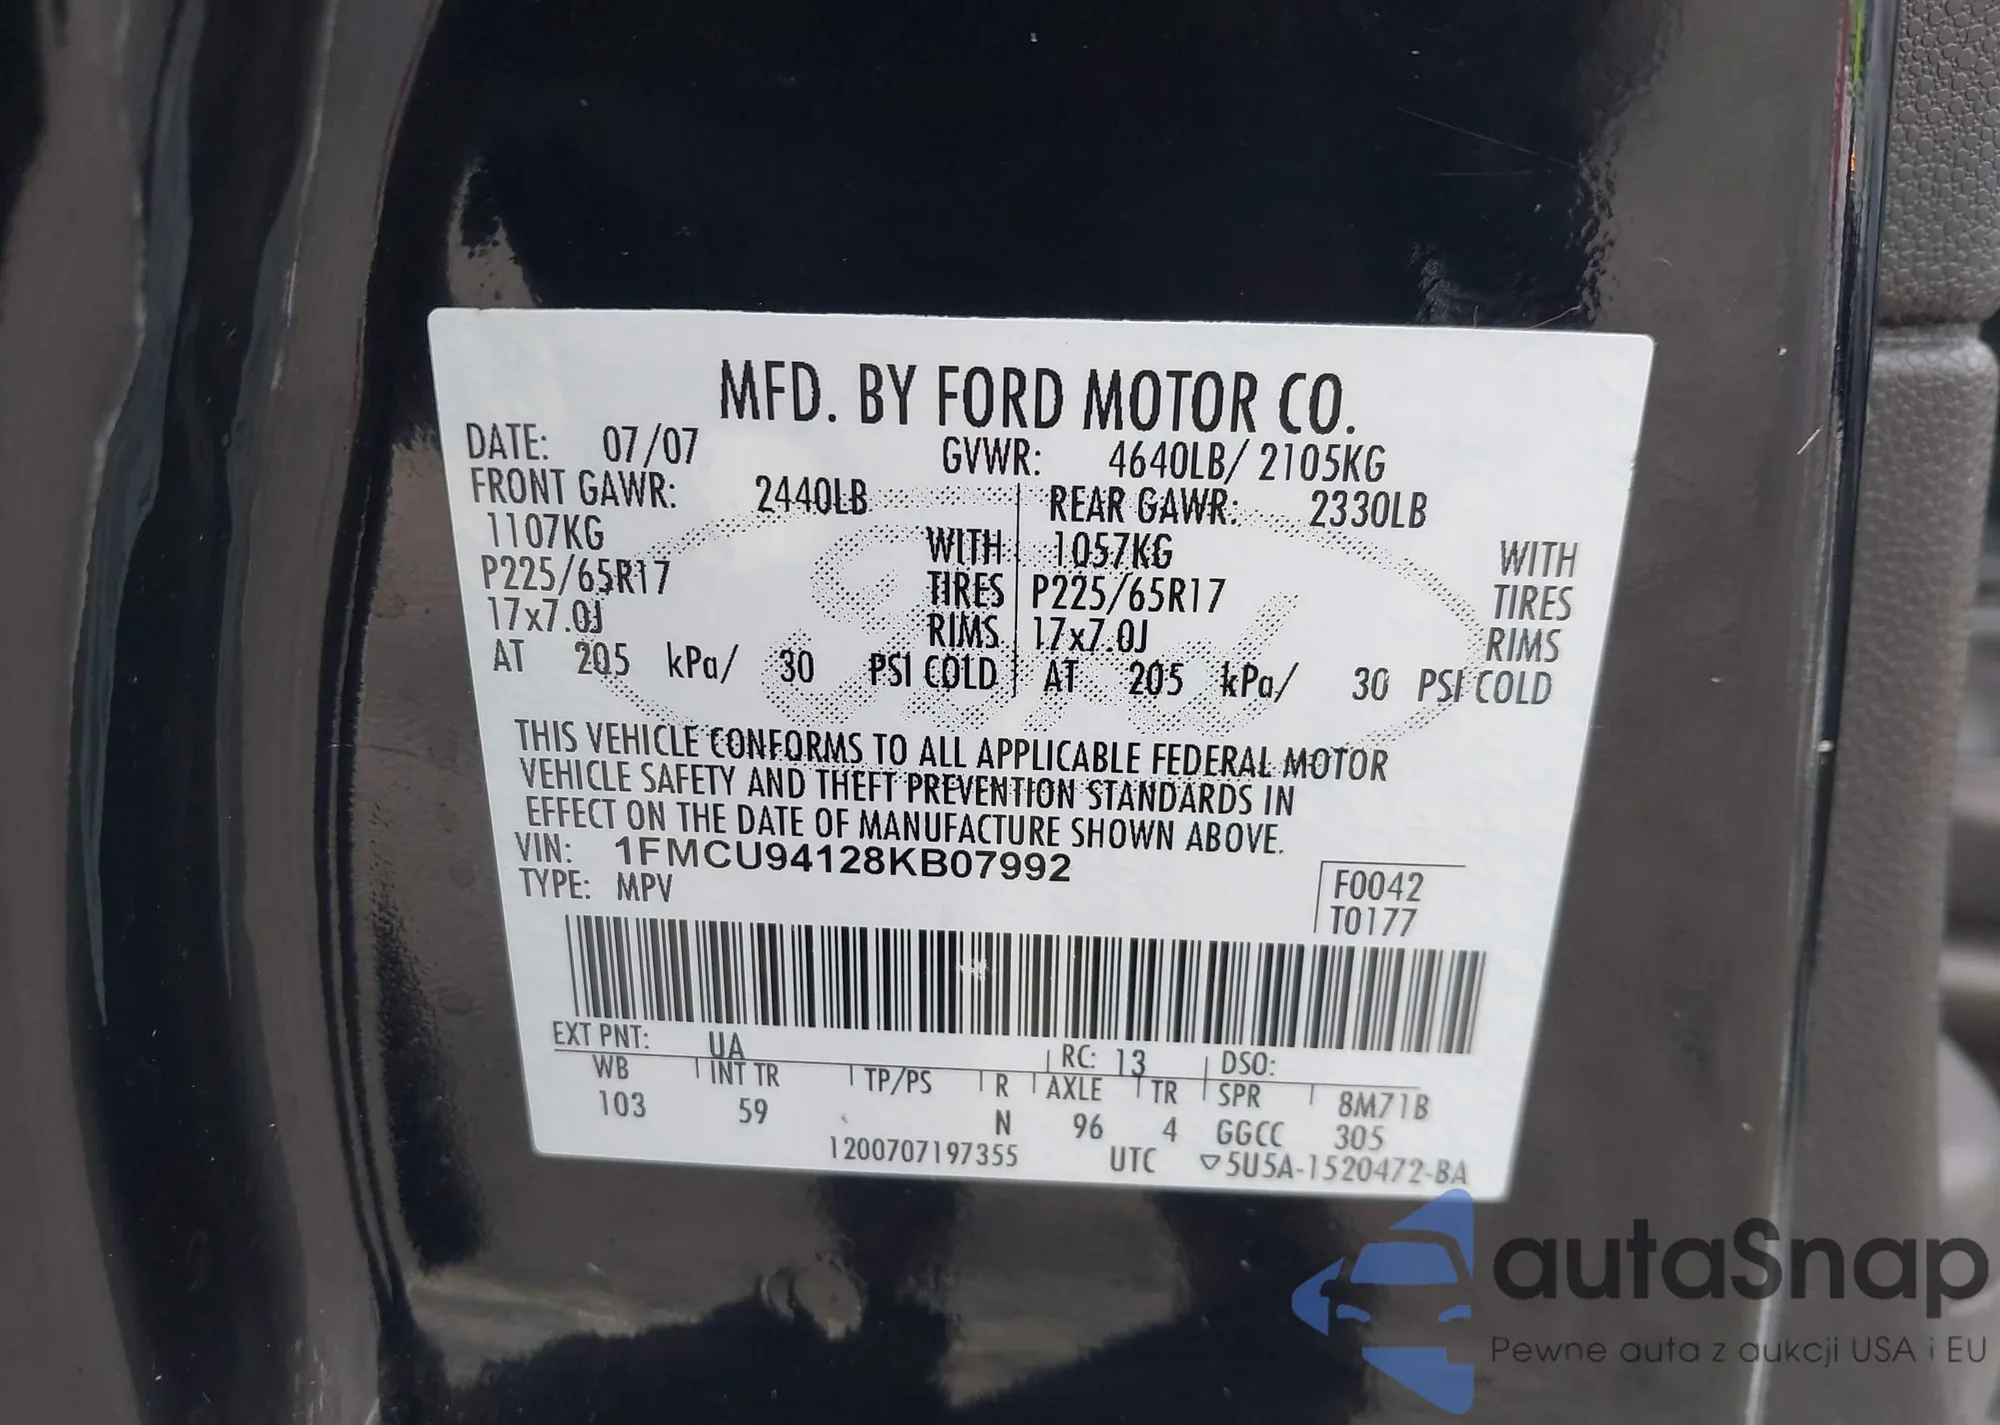 MFD. BY FORD MOTOR CO.
DATE: 07/07 GVWR: 4640LB/ 2105KG
FRONT GAWR: 2440LB REAR GAWR: 2330LB
1107KG WITH 1057KG WITH
P225/65R17 TIRES P225/65R17 TIRES
17x7.0J RIMS 17x7.0J RIMS
AT 205 kPa/ 30 PSI COLD AT 205 kPa/ 30 PSI COLD
THIS VEHICLE CONFORMS TO ALL APPLICABLE FEDERAL MOTOR
VEHICLE SAFETY AND THEFT PREVENTION STANDARDS IN
EFFECT ON THE DATE OF MANUFACTURE SHOWN ABOVE.
VIN: 1FMCU94128KB07992
TYPE: MPV F0042
T0177
EXT PNT: UA RC: 13 DSO:
WB INT TR TP/PS R AXLE TR SPR 8M71B
103 59 N 96 4 GGCC 305
1200707197355 UTC ▽5U5A-1520472-BA
Ford
autaSnap
Pewne auta z aukcji USA i EU